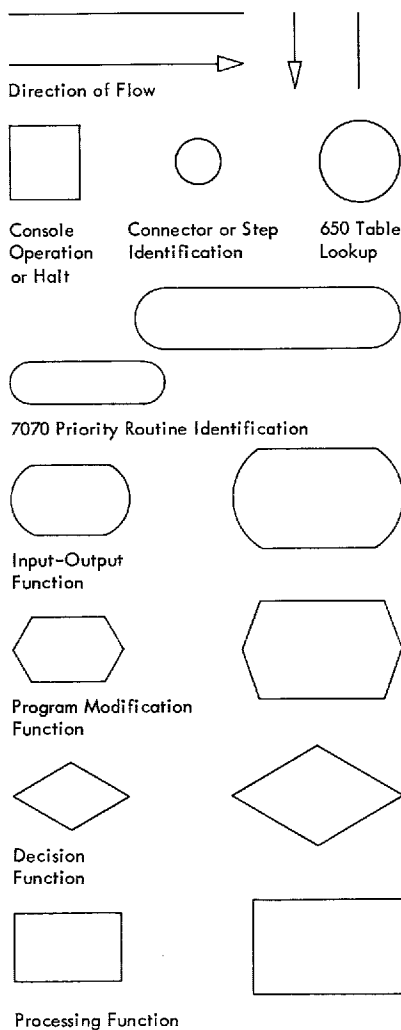 Direction of Flow
Console
Operation
or Halt
Connector or Step
Identification
650 Table
Lookup
7070 Priority Routine Identification
Input-Output
Function
Program Modification
Function
Decision
Function
Processing Function